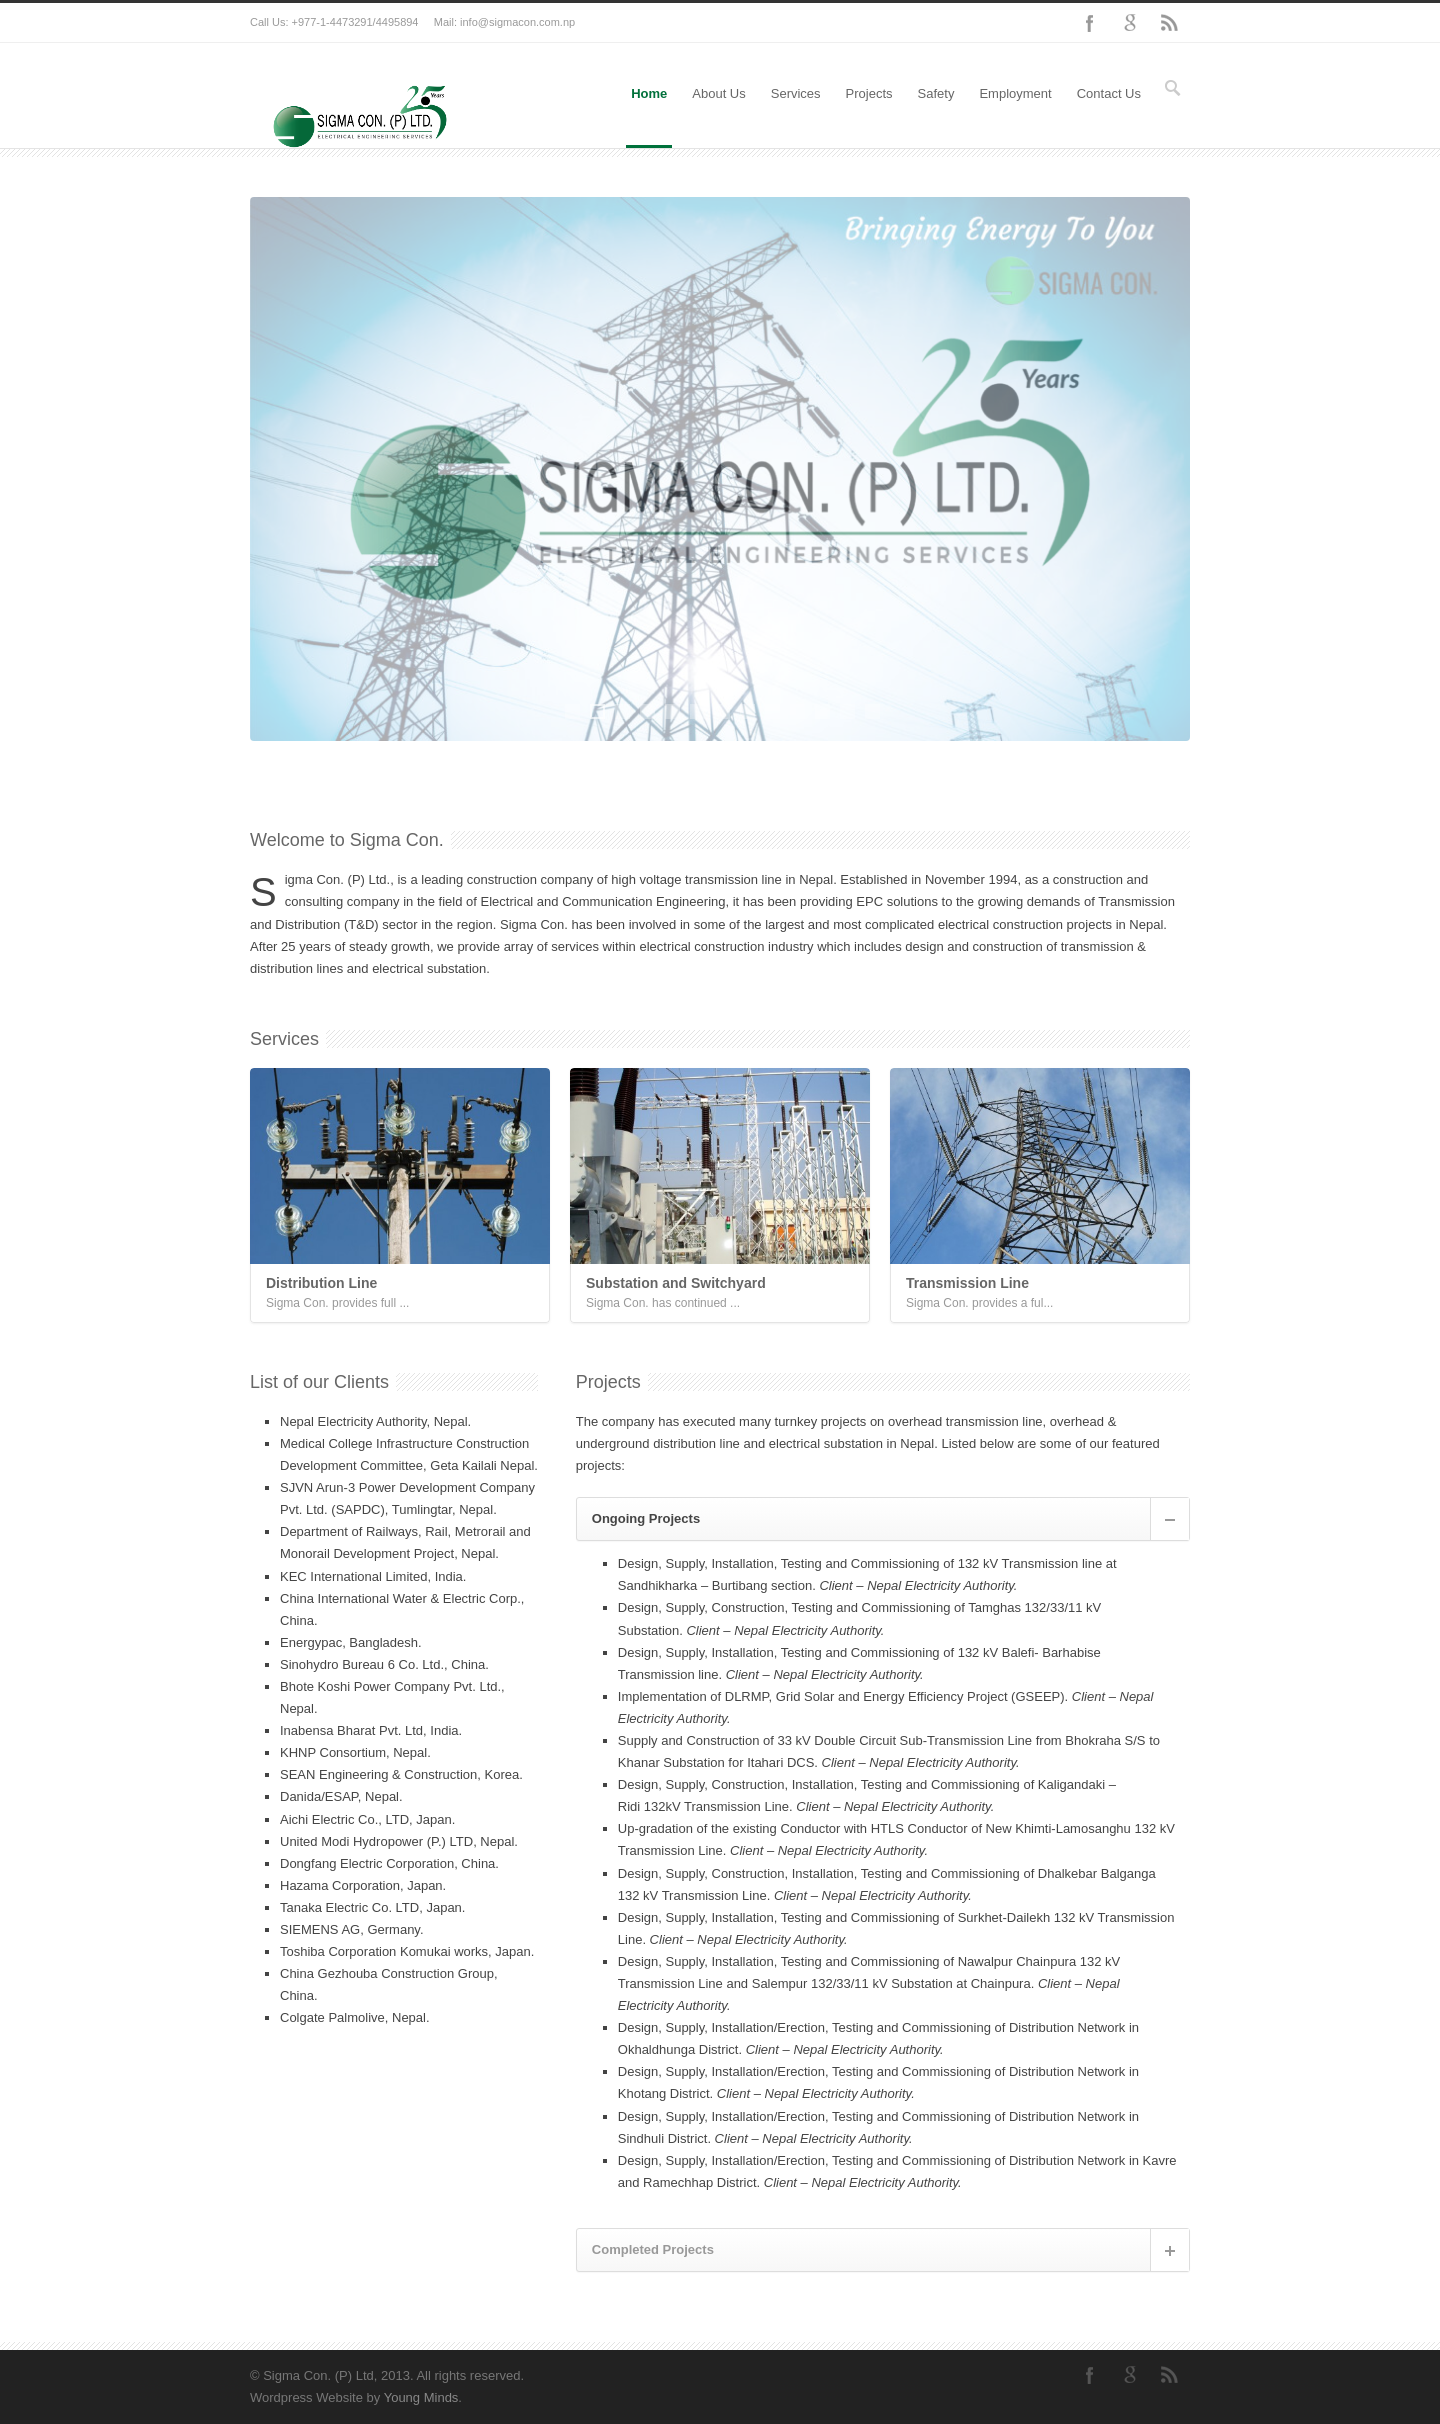 Call Us: +977-1-4473291/4495894 Mail: info@sigmacon.com.np
25 Years
SIGMA CON. (P) LTD.
ELECTRICAL ENGINEERING SERVICES
Home About Us Services Projects Safety Employment Contact Us
Bringing Energy To You
SIGMA CON.
25 Years
SIGMA CON. (P) LTD.
ELECTRICAL ENGINEERING SERVICES
Welcome to Sigma Con.
Sigma Con. (P) Ltd., is a leading construction company of high voltage transmission line in Nepal. Established in November 1994, as a construction and
consulting company in the field of Electrical and Communication Engineering, it has been providing EPC solutions to the growing demands of Transmission
and Distribution (T&D) sector in the region. Sigma Con. has been involved in some of the largest and most complicated electrical construction projects in Nepal.
After 25 years of steady growth, we provide array of services within electrical construction industry which includes design and construction of transmission &
distribution lines and electrical substation.
Services
Distribution Line
Sigma Con. provides full ...
Substation and Switchyard
Sigma Con. has continued ...
Transmission Line
Sigma Con. provides a ful...
List of our Clients
Nepal Electricity Authority, Nepal.
Medical College Infrastructure Construction
Development Committee, Geta Kailali Nepal.
SJVN Arun-3 Power Development Company
Pvt. Ltd. (SAPDC), Tumlingtar, Nepal.
Department of Railways, Rail, Metrorail and
Monorail Development Project, Nepal.
KEC International Limited, India.
China International Water & Electric Corp.,
China.
Energypac, Bangladesh.
Sinohydro Bureau 6 Co. Ltd., China.
Bhote Koshi Power Company Pvt. Ltd.,
Nepal.
Inabensa Bharat Pvt. Ltd, India.
KHNP Consortium, Nepal.
SEAN Engineering & Construction, Korea.
Danida/ESAP, Nepal.
Aichi Electric Co., LTD, Japan.
United Modi Hydropower (P.) LTD, Nepal.
Dongfang Electric Corporation, China.
Hazama Corporation, Japan.
Tanaka Electric Co. LTD, Japan.
SIEMENS AG, Germany.
Toshiba Corporation Komukai works, Japan.
China Gezhouba Construction Group,
China.
Colgate Palmolive, Nepal.
Projects
The company has executed many turnkey projects on overhead transmission line, overhead &
underground distribution line and electrical substation in Nepal. Listed below are some of our featured
projects:
Ongoing Projects
Design, Supply, Installation, Testing and Commissioning of 132 kV Transmission line at
Sandhikharka – Burtibang section. Client – Nepal Electricity Authority.
Design, Supply, Construction, Testing and Commissioning of Tamghas 132/33/11 kV
Substation. Client – Nepal Electricity Authority.
Design, Supply, Installation, Testing and Commissioning of 132 kV Balefi- Barhabise
Transmission line. Client – Nepal Electricity Authority.
Implementation of DLRMP, Grid Solar and Energy Efficiency Project (GSEEP). Client – Nepal
Electricity Authority.
Supply and Construction of 33 kV Double Circuit Sub-Transmission Line from Bhokraha S/S to
Khanar Substation for Itahari DCS. Client – Nepal Electricity Authority.
Design, Supply, Construction, Installation, Testing and Commissioning of Kaligandaki –
Ridi 132kV Transmission Line. Client – Nepal Electricity Authority.
Up-gradation of the existing Conductor with HTLS Conductor of New Khimti-Lamosanghu 132 kV
Transmission Line. Client – Nepal Electricity Authority.
Design, Supply, Construction, Installation, Testing and Commissioning of Dhalkebar Balganga
132 kV Transmission Line. Client – Nepal Electricity Authority.
Design, Supply, Installation, Testing and Commissioning of Surkhet-Dailekh 132 kV Transmission
Line. Client – Nepal Electricity Authority.
Design, Supply, Installation, Testing and Commissioning of Nawalpur Chainpura 132 kV
Transmission Line and Salempur 132/33/11 kV Substation at Chainpura. Client – Nepal
Electricity Authority.
Design, Supply, Installation/Erection, Testing and Commissioning of Distribution Network in
Okhaldhunga District. Client – Nepal Electricity Authority.
Design, Supply, Installation/Erection, Testing and Commissioning of Distribution Network in
Khotang District. Client – Nepal Electricity Authority.
Design, Supply, Installation/Erection, Testing and Commissioning of Distribution Network in
Sindhuli District. Client – Nepal Electricity Authority.
Design, Supply, Installation/Erection, Testing and Commissioning of Distribution Network in Kavre
and Ramechhap District. Client – Nepal Electricity Authority.
Completed Projects
© Sigma Con. (P) Ltd, 2013. All rights reserved.
Wordpress Website by Young Minds.